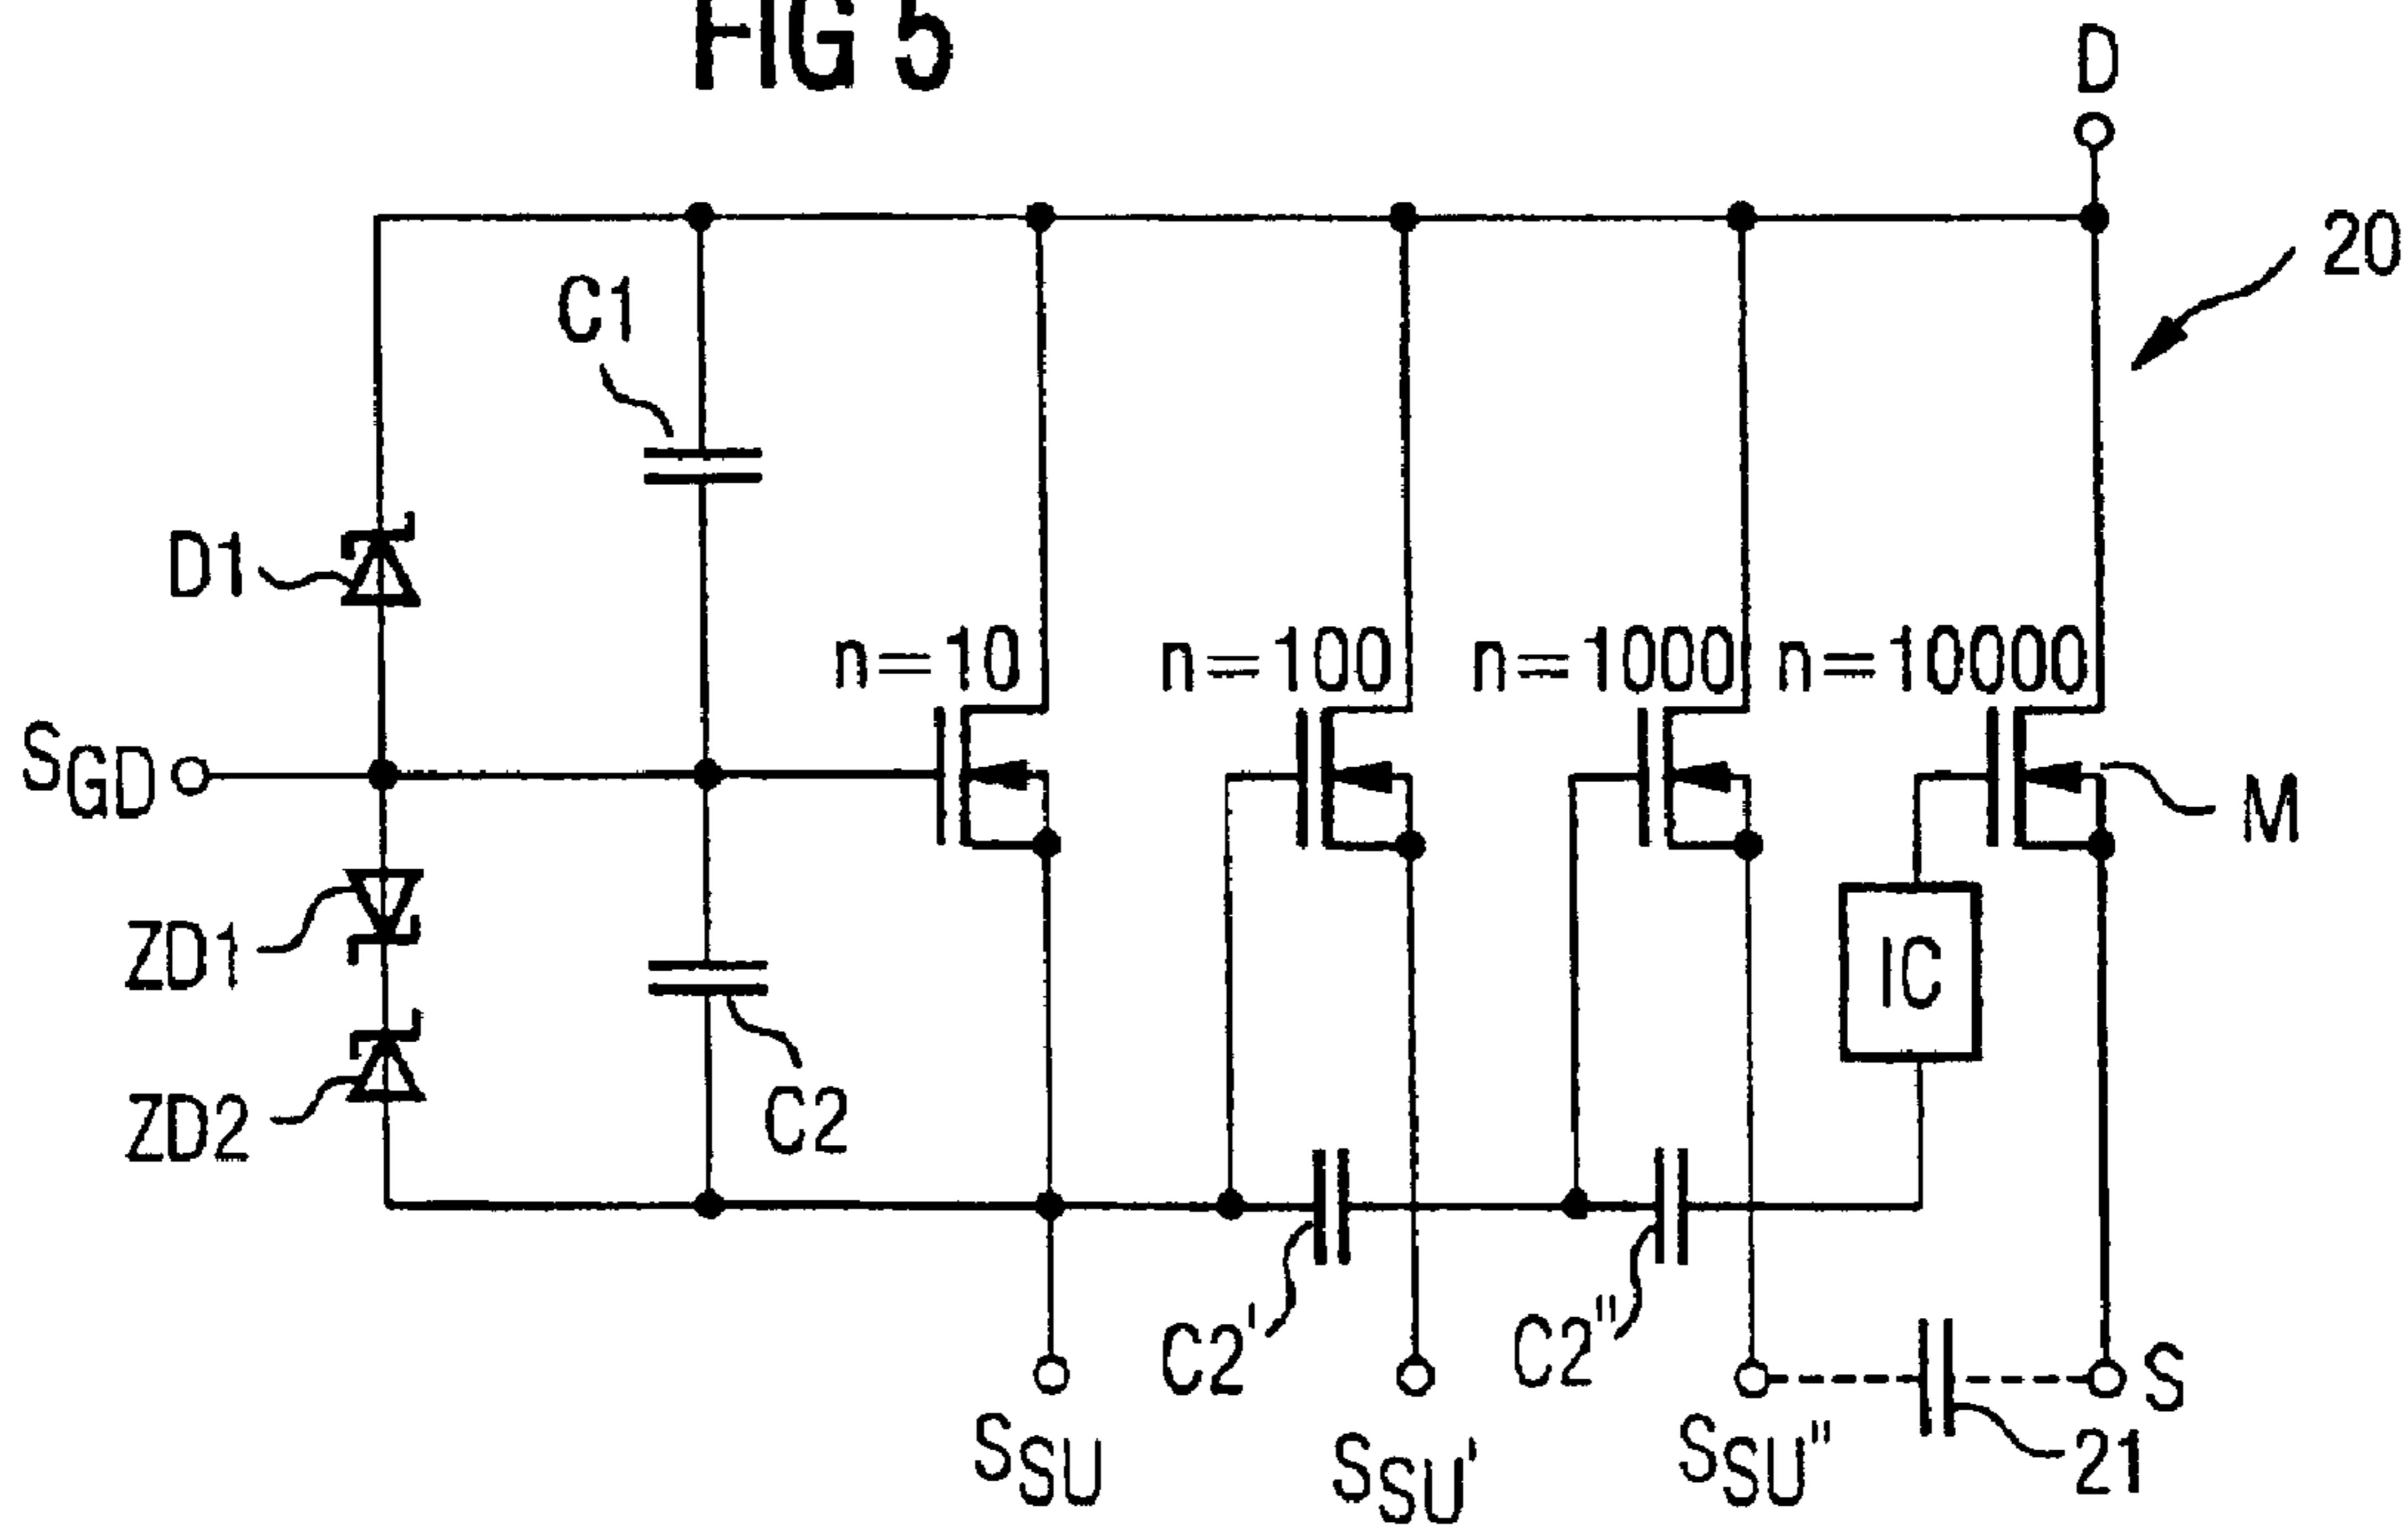 FIG 5
D
20
C1
D1
n=10
n=100
n=1000
n=10000
SGD
M
ZD1
IC
ZD2
C2
C2'
C2"
S
SSU
SSU'
SSU"
21